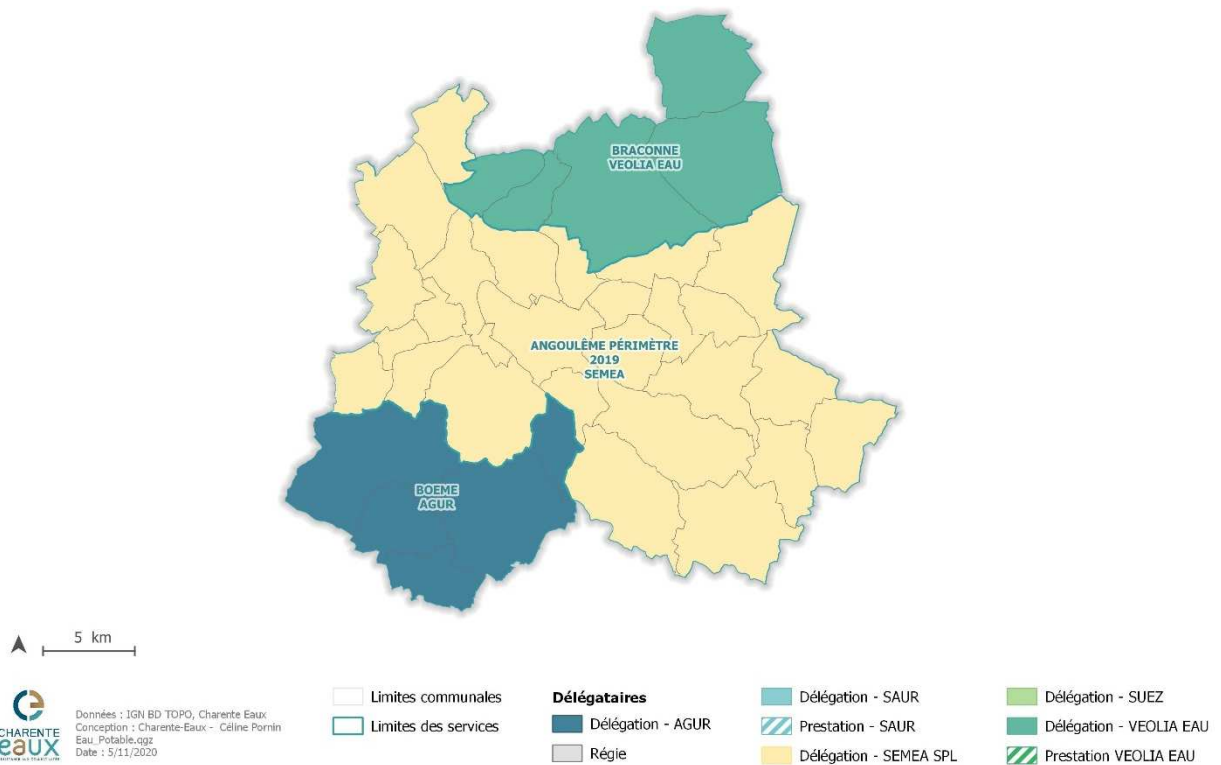 BRACONNE
VEOLIA EAU
ANGOULÊME PÉRIMÈTRE
2019
SEMEA
BOEME
AGUR
5 km
CHARENTE
eaux
Données : IGN BD TOPO, Charente Eaux
Conception : Charente-Eaux - Céline Pornin
Eau_Potable.qgz
Date : 5/11/2020
Limites communales
Limites des services
Délégataires
Délégation - AGUR
Régie
Délégation - SAUR
Prestation - SAUR
Délégation - SEMEA SPL
Délégation - SUEZ
Délégation - VEOLIA EAU
Prestation VEOLIA EAU